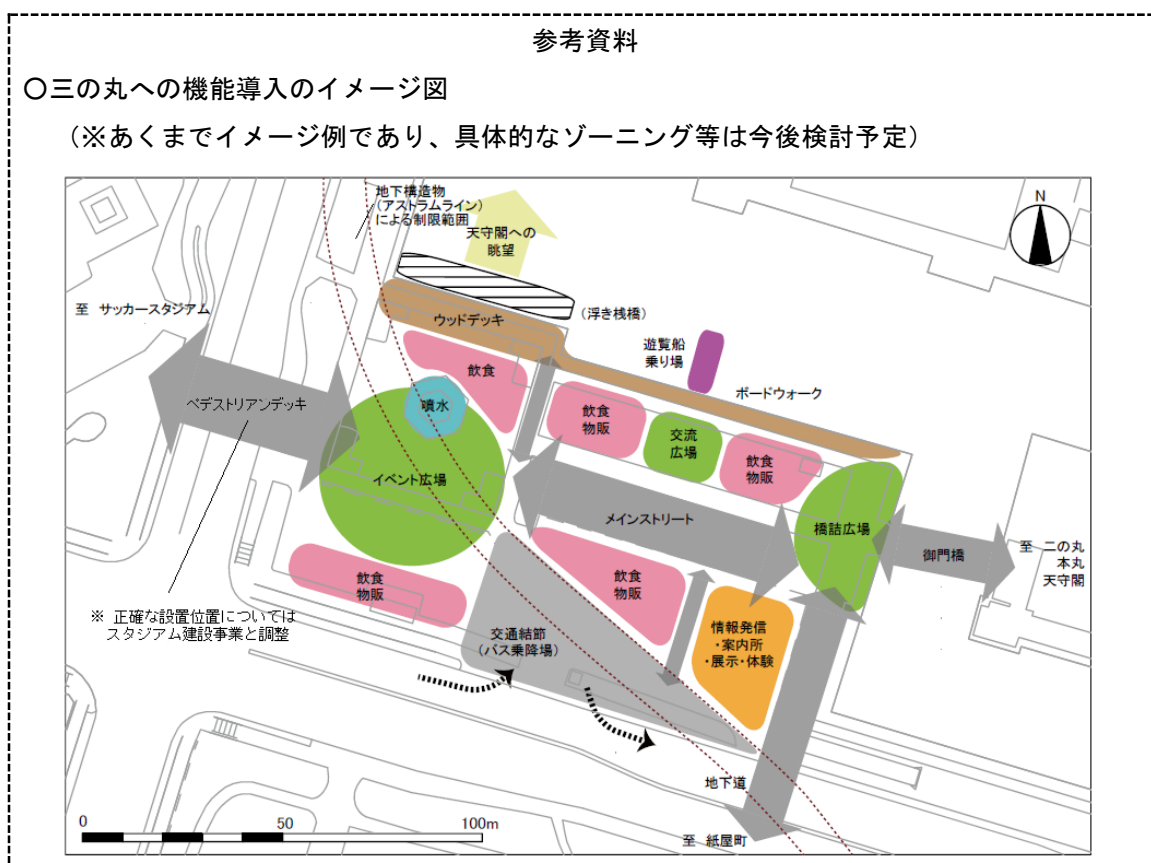 参考資料
〇三の丸への機能導入のイメージ図
(※あくまでイメージ例であり、具体的なゾーニング等は今後検討予定)
地下構造物
(アストラムライン)
による制限範囲
天守閣への
眺望
N
至 サッカースタジアム
ウッドデッキ
(浮き桟橋)
遊覧船
乗り場
ボードウォーク
ペデストリアンデッキ
飲食
噴水
飲食
物販
交流
広場
飲食
物販
イベント広場
メインストリート
橋詰広場
御門橋
至 二の丸
本丸
天守閣
飲食
物販
飲食
物販
※ 正確な設置位置については
スタジアム建設事業と調整
交通結節
(バス乗降場)
情報発信
・案内所
・展示・体験
地下道
至 紙屋町
0 50 100m